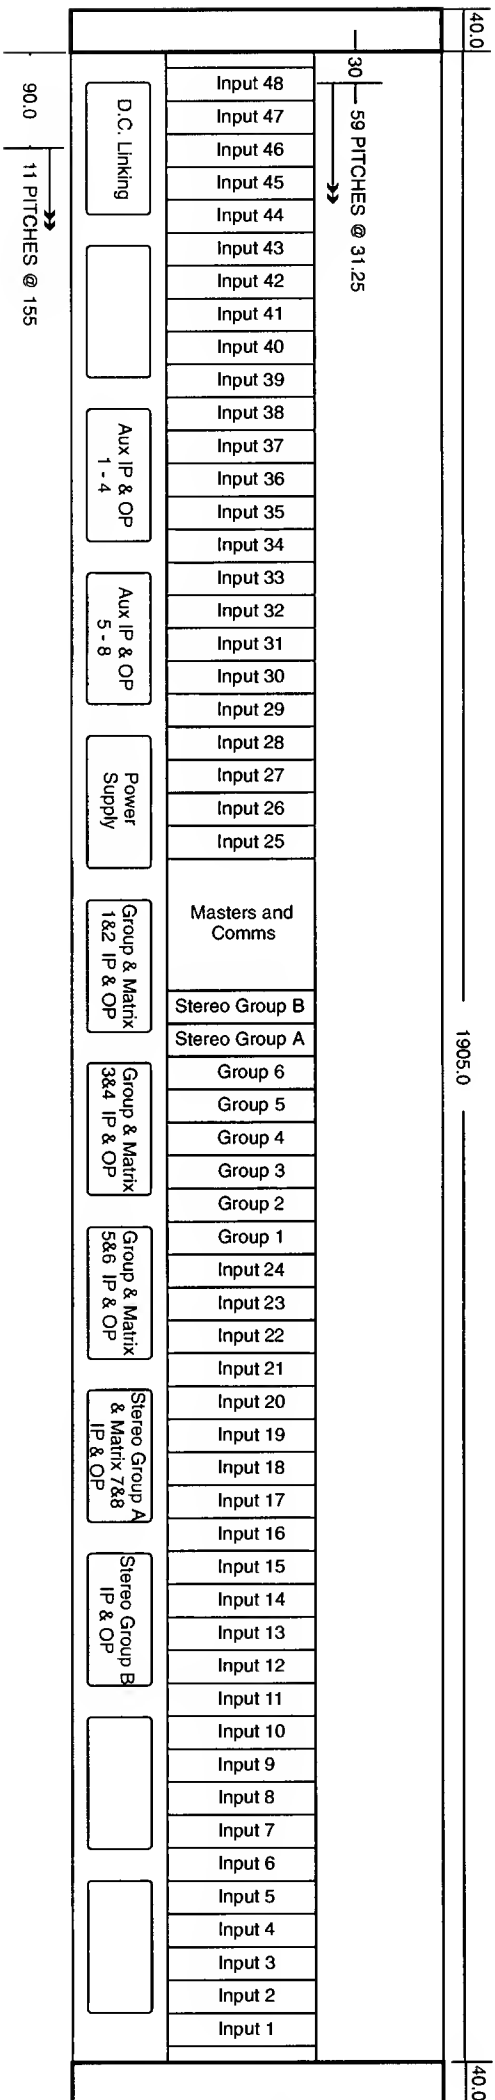 40.0
30
59 PITCHES @ 31.25
90.0
11 PITCHES @ 155
1905.0
D.C. Linking
Aux IP & OP
1 - 4
Aux IP & OP
5 - 8
Power
Supply
Group & Matrix
1&2 IP & OP
Group & Matrix
3&4 IP & OP
Group & Matrix
5&6 IP & OP
Stereo Group A
& Matrix 7&8
IP & OP
Stereo Group B
IP & OP
Input 48
Input 47
Input 46
Input 45
Input 44
Input 43
Input 42
Input 41
Input 40
Input 39
Input 38
Input 37
Input 36
Input 35
Input 34
Input 33
Input 32
Input 31
Input 30
Input 29
Input 28
Input 27
Input 26
Input 25
Masters and
Comms
Stereo Group B
Stereo Group A
Group 6
Group 5
Group 4
Group 3
Group 2
Group 1
Input 24
Input 23
Input 22
Input 21
Input 20
Input 19
Input 18
Input 17
Input 16
Input 15
Input 14
Input 13
Input 12
Input 11
Input 10
Input 9
Input 8
Input 7
Input 6
Input 5
Input 4
Input 3
Input 2
Input 1
40.0